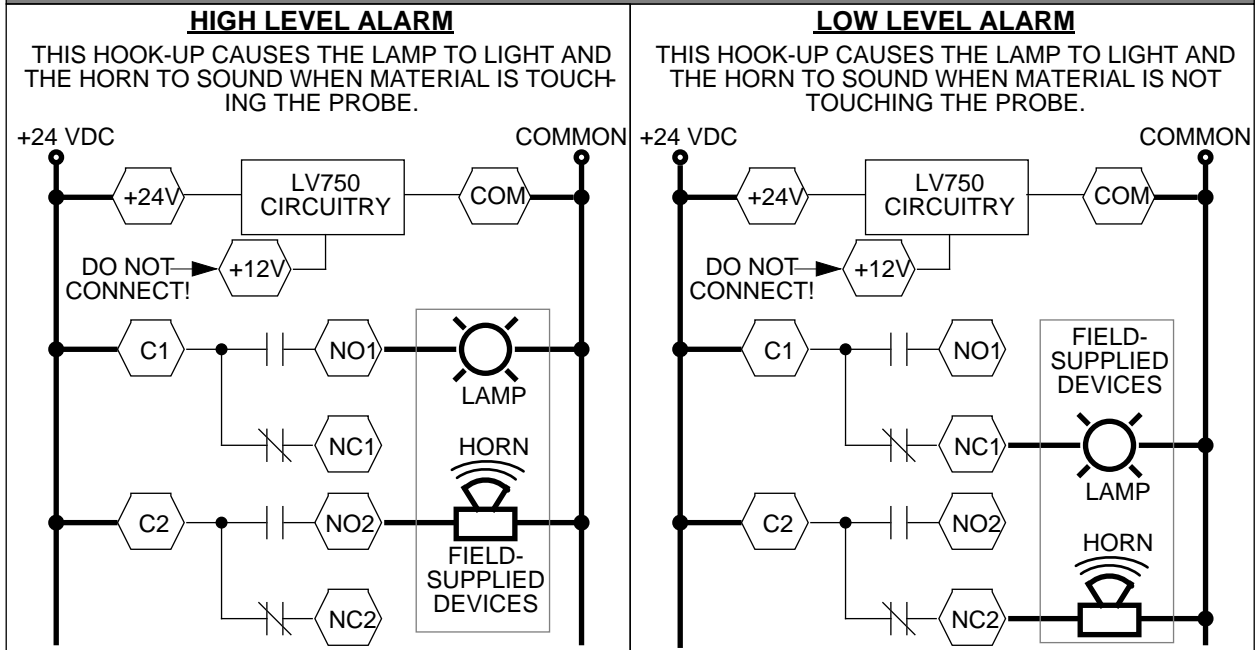 HIGH LEVEL ALARM
THIS HOOK-UP CAUSES THE LAMP TO LIGHT AND
THE HORN TO SOUND WHEN MATERIAL IS TOUCH-
ING THE PROBE.
+24 VDC
COMMON
+24V
LV750
CIRCUITRY
COM
DO NOT
CONNECT!
+12V
C1
NO1
LAMP
NC1
HORN
C2
NO2
FIELD-
SUPPLIED
DEVICES
NC2
LOW LEVEL ALARM
THIS HOOK-UP CAUSES THE LAMP TO LIGHT AND
THE HORN TO SOUND WHEN MATERIAL IS NOT
TOUCHING THE PROBE.
+24 VDC
COMMON
+24V
LV750
CIRCUITRY
COM
DO NOT
CONNECT!
+12V
FIELD-
SUPPLIED
DEVICES
C1
NO1
NC1
LAMP
C2
NO2
HORN
NC2